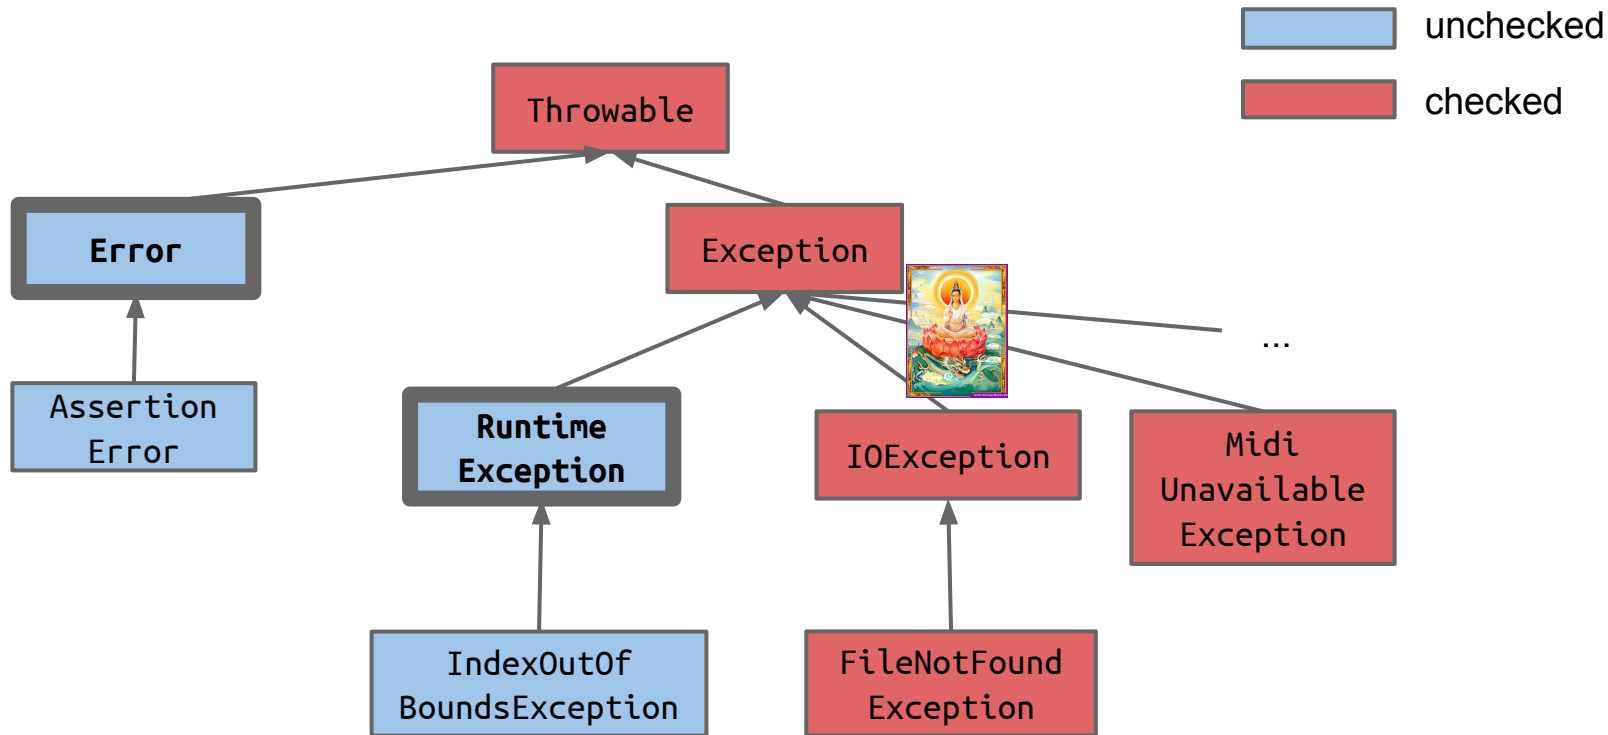 unchecked
checked
Throwable
Error
Exception
...
Assertion
Error
Runtime
Exception
IOException
Midi
Unavailable
Exception
IndexOutOf
BoundsException
FileNotFound
Exception